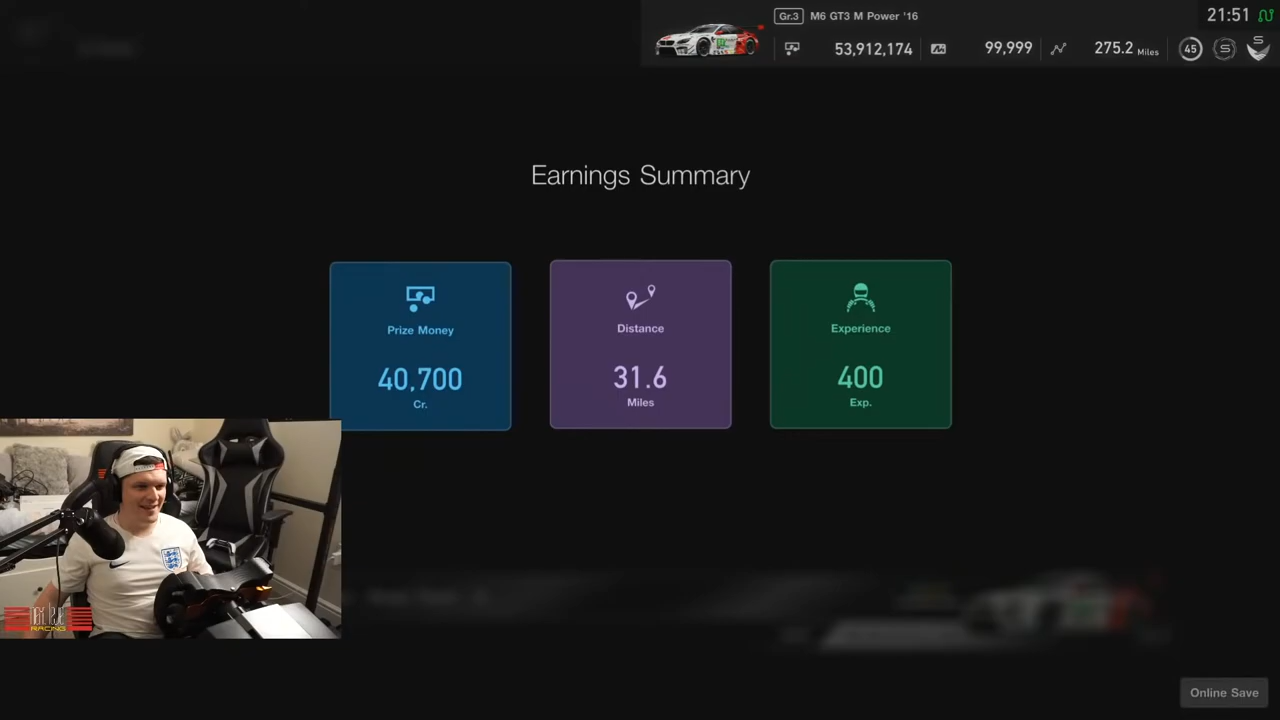 Gr.3 M6 GT3 M Power '16 21:51
53,912,174 99,999 275.2 Miles 45 S S
Earnings Summary
Prize Money Distance Experience
40,700 31.6 400
Cr. Miles Exp.
RACING
Online Save